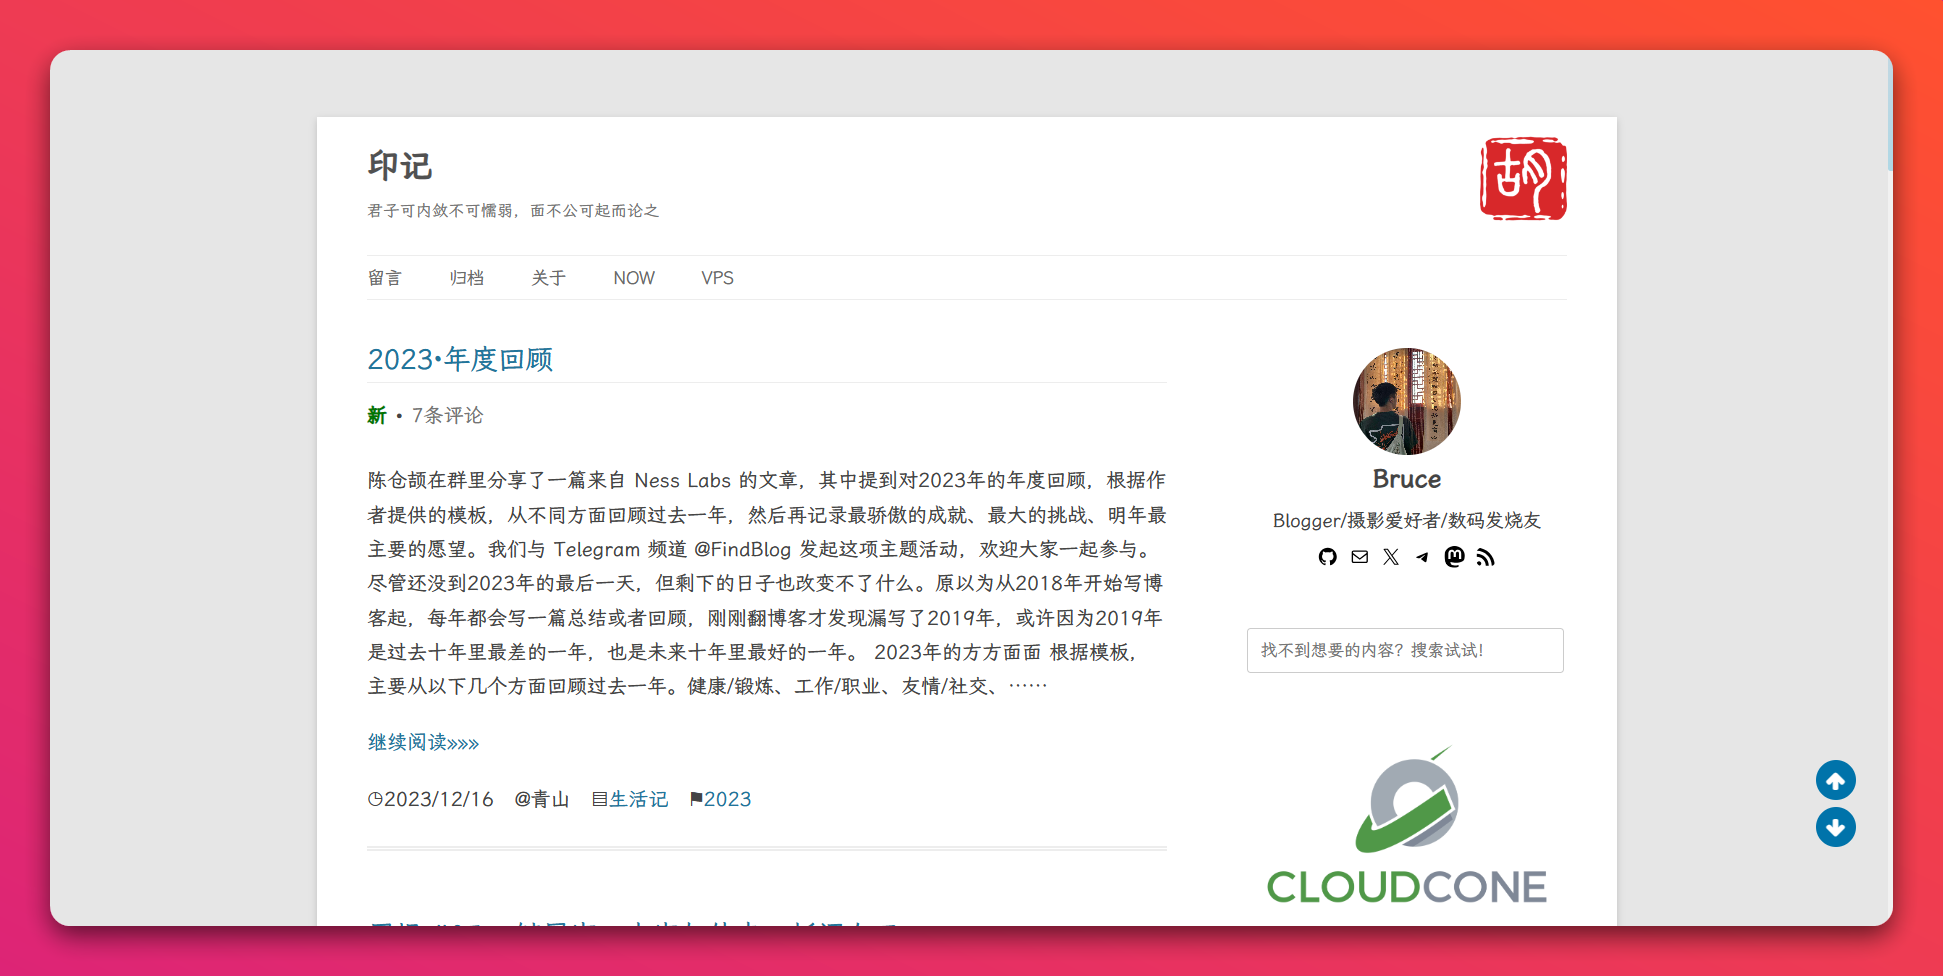 印记
君子可内敛不可懦弱，面不公可起而论之
胡
留言 归档 关于 NOW VPS
2023·年度回顾
新 • 7条评论
陈仓颉在群里分享了一篇来自 Ness Labs 的文章，其中提到对2023年的年度回顾，根据作
者提供的模板，从不同方面回顾过去一年，然后再记录最骄傲的成就、最大的挑战、明年最
主要的愿望。我们与 Telegram 频道 @FindBlog 发起这项主题活动，欢迎大家一起参与。
尽管还没到2023年的最后一天，但剩下的日子也改变不了什么。原以为从2018年开始写博
客起，每年都会写一篇总结或者回顾，刚刚翻博客才发现漏写了2019年，或许因为2019年
是过去十年里最差的一年，也是未来十年里最好的一年。 2023年的方方面面 根据模板，
主要从以下几个方面回顾过去一年。健康/锻炼、工作/职业、友情/社交、……
继续阅读»»»
2023/12/16 @青山 生活记 2023
Bruce
Blogger/摄影爱好者/数码发烧友
找不到想要的内容？搜索试试！
CLOUDCONE